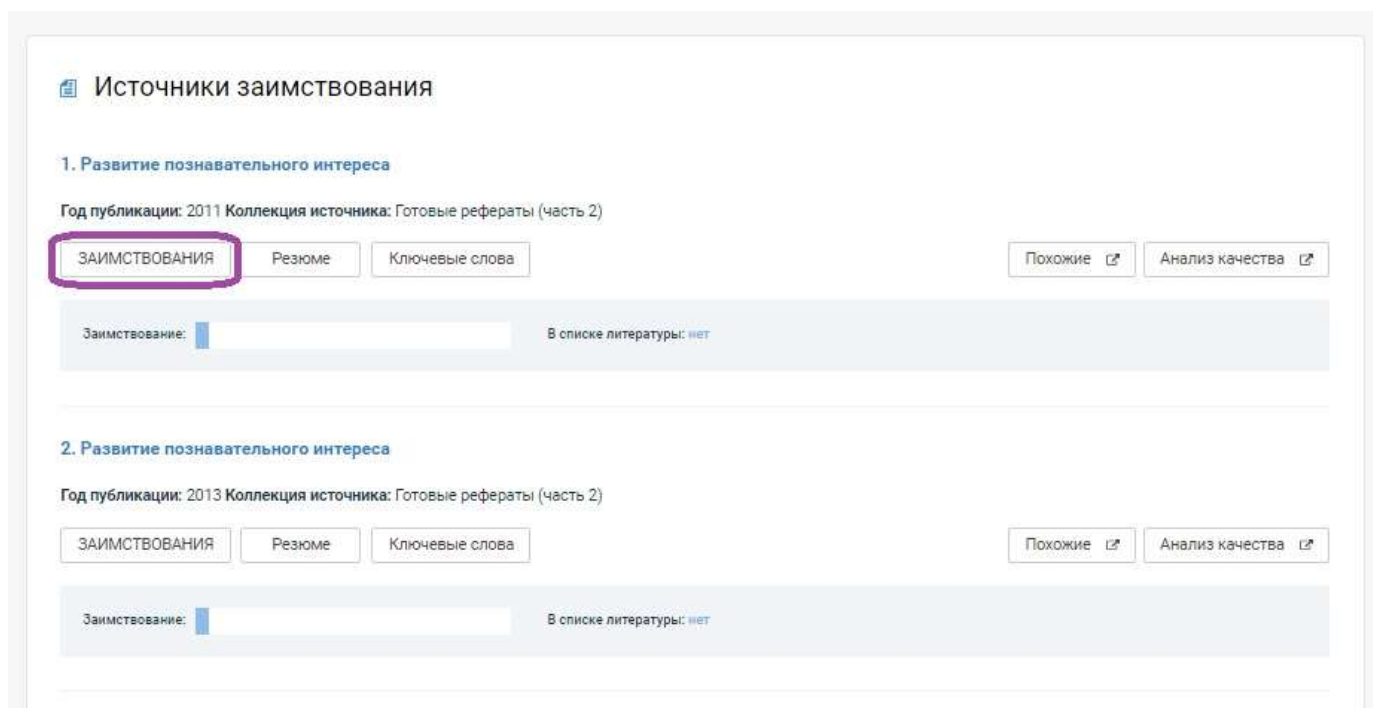 Источники заимствования
1. Развитие познавательного интереса
Год публикации: 2011 Коллекция источника: Готовые рефераты (часть 2)
ЗАИМСТВОВАНИЯ Резюме Ключевые слова Похожие Анализ качества
Заимствование: В списке литературы: нет
2. Развитие познавательного интереса
Год публикации: 2013 Коллекция источника: Готовые рефераты (часть 2)
ЗАИМСТВОВАНИЯ Резюме Ключевые слова Похожие Анализ качества
Заимствование: В списке литературы: нет